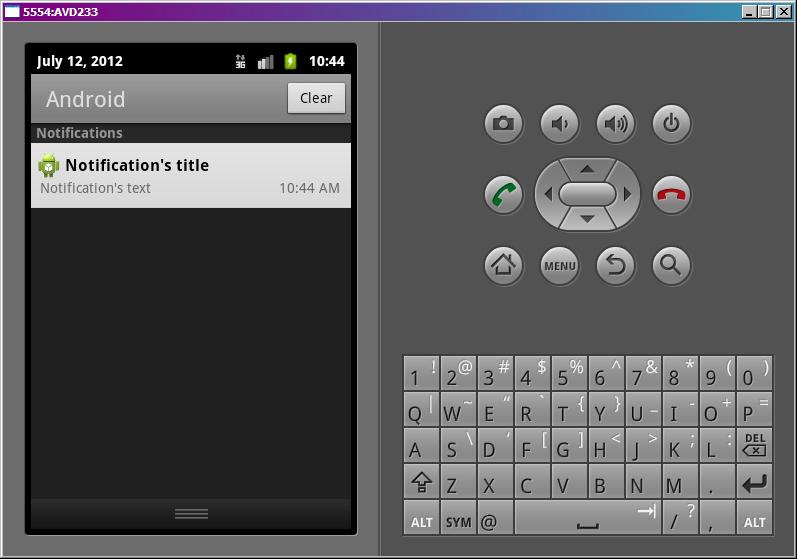 5554:AVD233
July 12, 2012 3G 10:44
Android Clear
Notifications
Notification's title
Notification's text 10:44 AM
MENU
1 ! 2 @ 3 # 4 $ 5 % 6 ^ 7 & 8 * 9 ( 0 )
Q | W ~ E " R ` T { Y } U _ I - O + P =
A S \ D ' F [ G ] H < J > K ; L : DEL
Z X C V B N M .
ALT SYM @ / ? , ALT